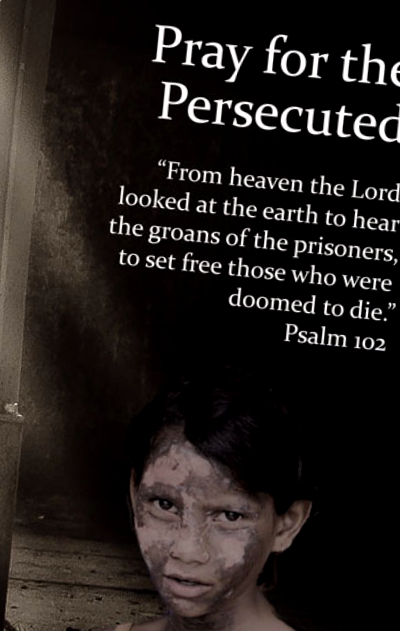 Pray for the
Persecuted
“From heaven the Lord
looked at the earth to hear
the groans of the prisoners,
to set free those who were
doomed to die.”
Psalm 102